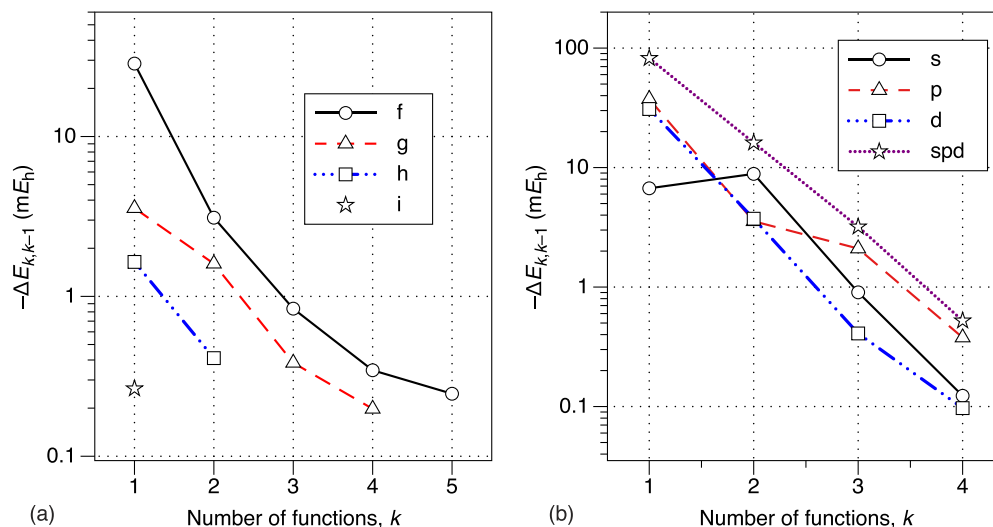 10
1
0.1
−ΔE_{k,k−1} (mE_h)
f
g
h
i
1 2 3 4 5
(a) Number of functions, k
100
10
1
0.1
−ΔE_{k,k−1} (mE_h)
s
p
d
spd
1 2 3 4
(b) Number of functions, k